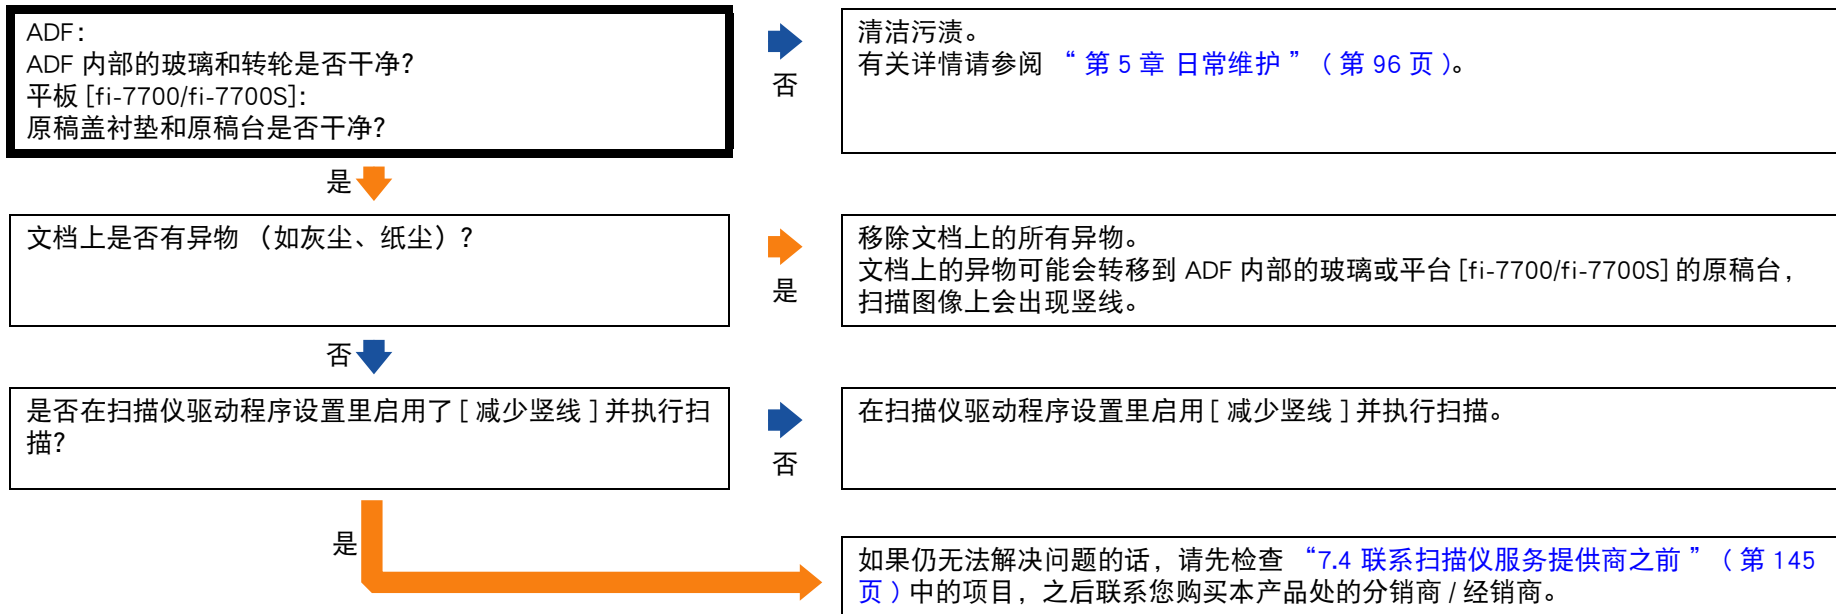 ADF:
ADF 内部的玻璃和转轮是否干净?
平板 [fi-7700/fi-7700S]:
原稿盖衬垫和原稿台是否干净?
否
清洁污渍。
有关详情请参阅 “ 第 5 章 日常维护 ” ( 第 96 页 )。
是
文档上是否有异物 （如灰尘、纸尘）?
是
移除文档上的所有异物。
文档上的异物可能会转移到 ADF 内部的玻璃或平台 [fi-7700/fi-7700S] 的原稿台，
扫描图像上会出现竖线。
否
是否在扫描仪驱动程序设置里启用了 [ 减少竖线 ] 并执行扫
描?
否
在扫描仪驱动程序设置里启用 [ 减少竖线 ] 并执行扫描。
是
如果仍无法解决问题的话，请先检查 “7.4 联系扫描仪服务提供商之前 ” ( 第 145
页 ) 中的项目，之后联系您购买本产品处的分销商 / 经销商。